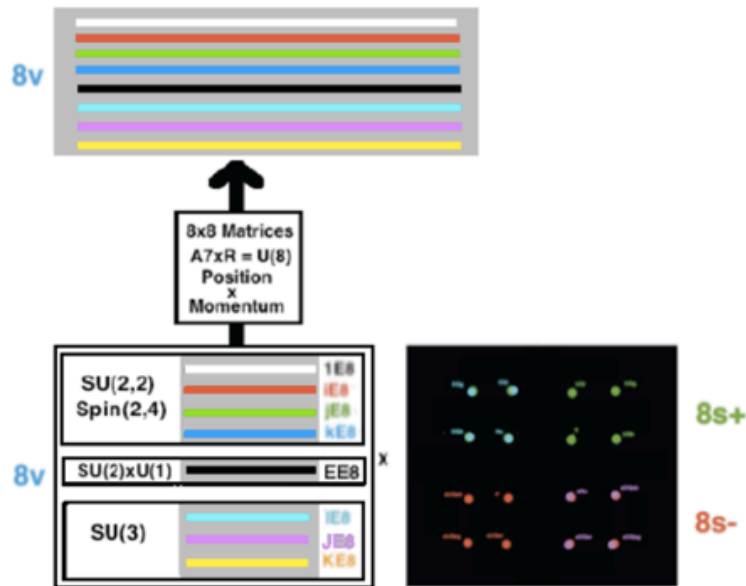 8v
8x8 Matrices
A7xR = U(8)
Position
x
Momentum
SU(2,2)
Spin(2,4)
1E8
iE8
jE8
kE8
8v
SU(2)xU(1)
EE8
x
SU(3)
IE8
JE8
KE8
8s+
8s-